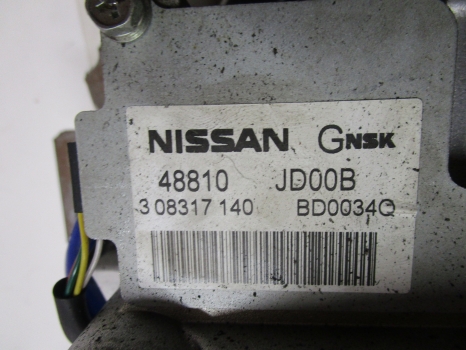 NISSAN GNSK
48810 JD00B
3 08317 140 BD0034Q